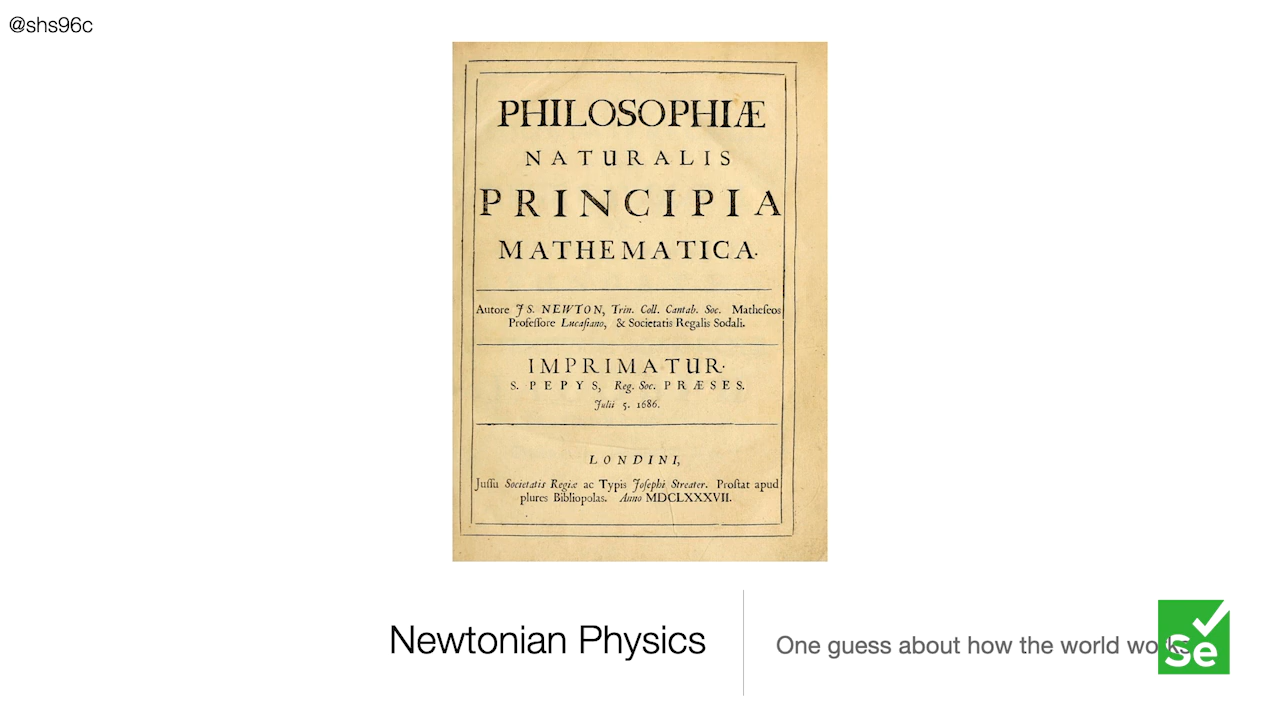 @shs96c
PHILOSOPHIÆ
NATURALIS
PRINCIPIA
MATHEMATICA.
Autore JS. NEWTON, Trin. Coll. Cantab. Soc. Matheſeos
Profeſſore Lucaſiano, & Societatis Regalis Sodali.
IMPRIMATUR.
S. PEPYS, Reg. Soc. PRÆSES.
Julii 5. 1686.
LONDINI,
Juſſu Societatis Regiæ ac Typis Joſephi Streater. Proſtat apud
plures Bibliopolas. Anno MDCLXXXVII.
Newtonian Physics
One guess about how the world works
Se